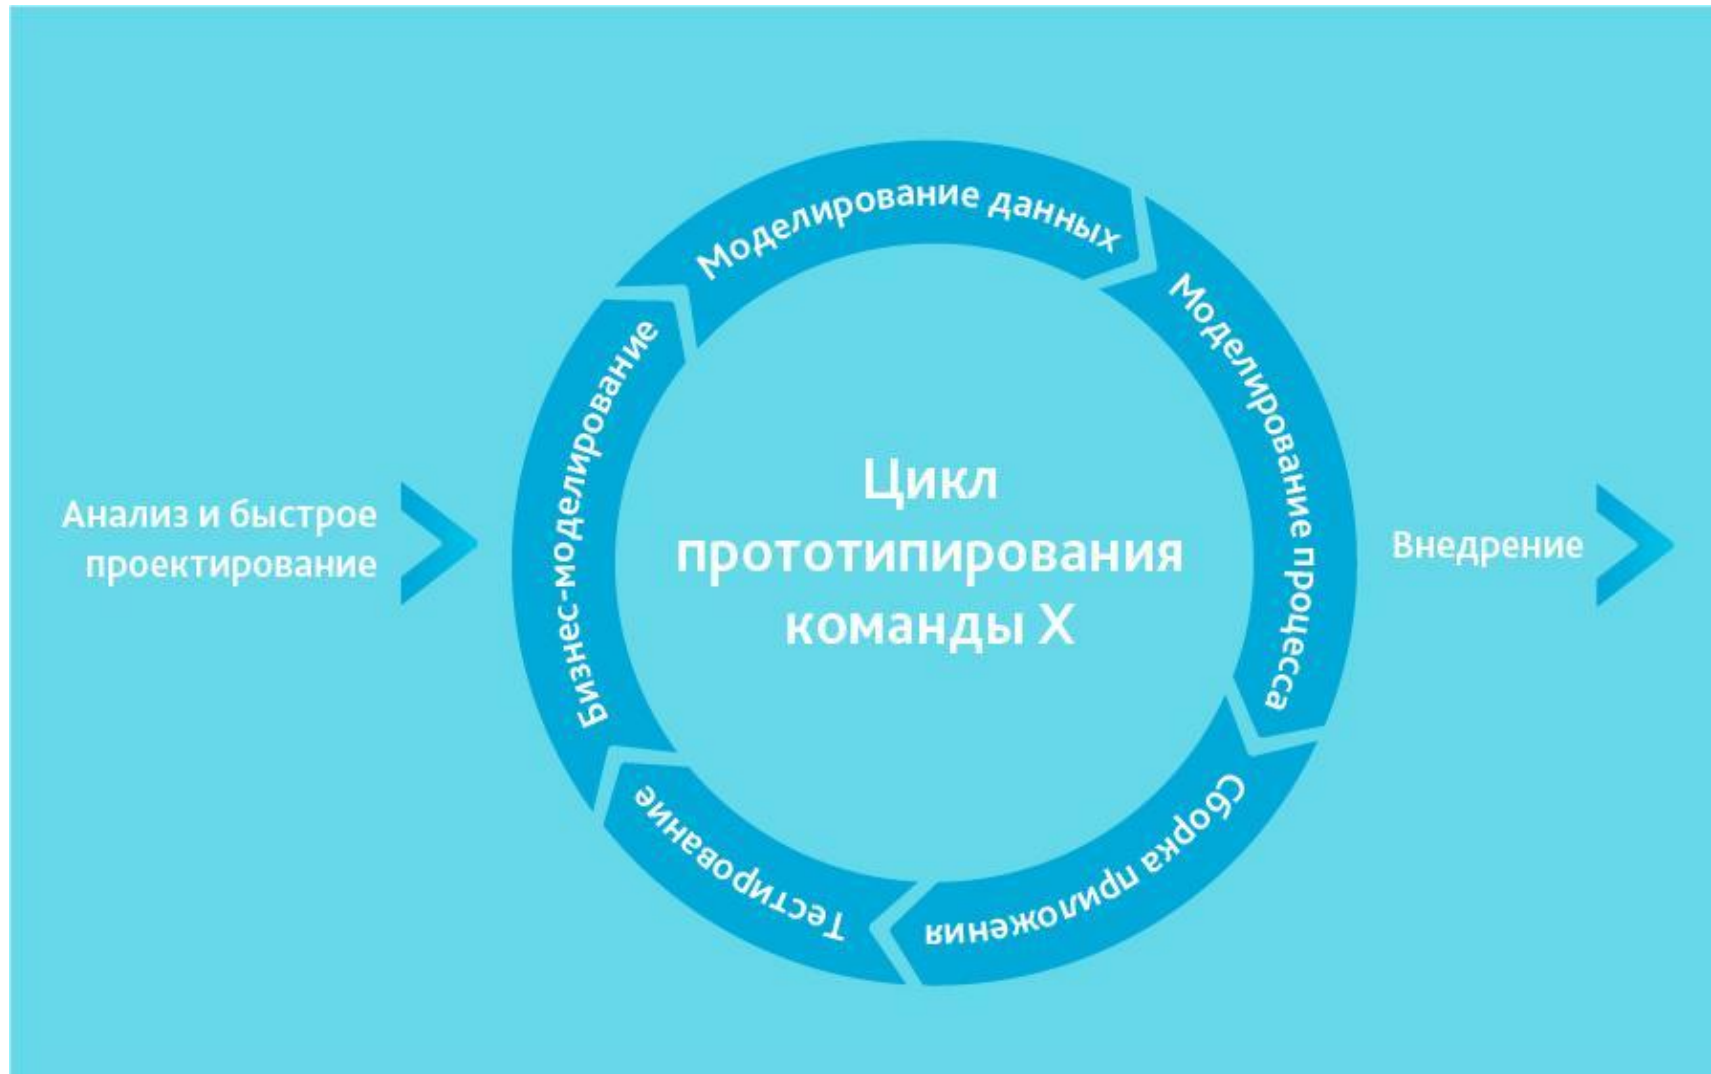 Анализ и быстрое
проектирование
Бизнес-моделирование
Моделирование данных
Моделирование процесса
Сборка приложения
Тестирование
Цикл
прототипирования
команды X
Внедрение